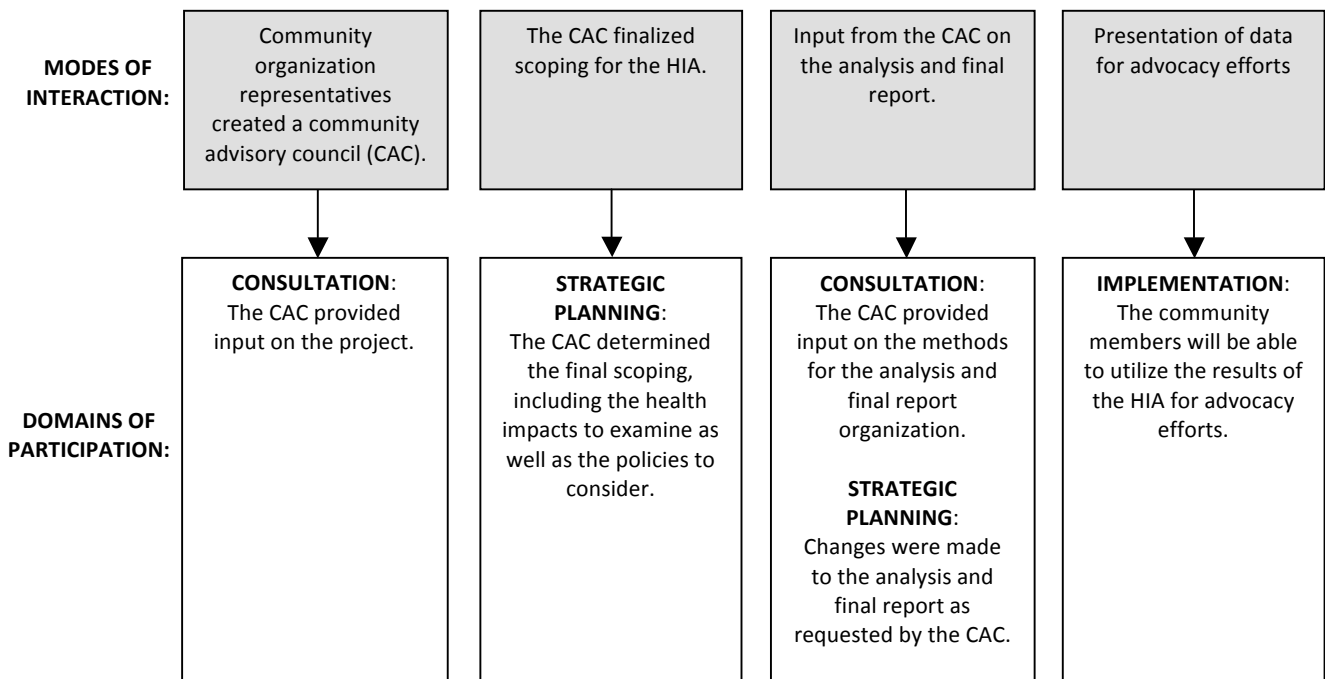 MODES OF
INTERACTION:
Community
organization
representatives
created a community
advisory council (CAC).
The CAC finalized
scoping for the HIA.
Input from the CAC on
the analysis and final
report.
Presentation of data
for advocacy efforts
DOMAINS OF
PARTICIPATION:
CONSULTATION:
The CAC provided
input on the project.
STRATEGIC
PLANNING:
The CAC determined
the final scoping,
including the health
impacts to examine as
well as the policies to
consider.
CONSULTATION:
The CAC provided
input on the methods
for the analysis and
final report
organization.
STRATEGIC
PLANNING:
Changes were made
to the analysis and
final report as
requested by the CAC.
IMPLEMENTATION:
The community
members will be able
to utilize the results of
the HIA for advocacy
efforts.